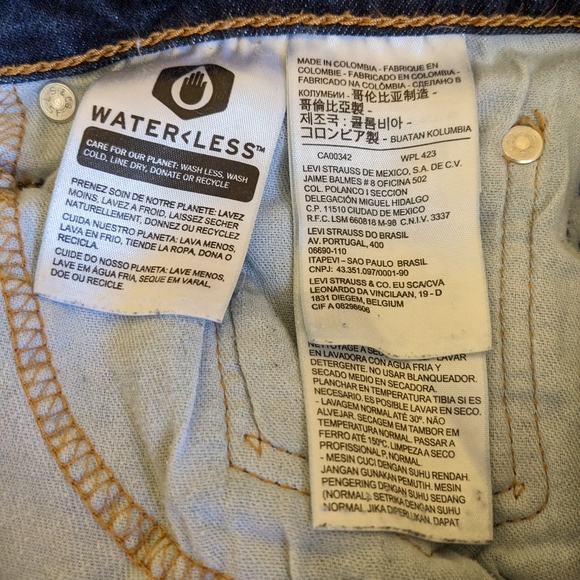 WATER<LESS™
CARE FOR OUR PLANET: WASH LESS, WASH
COLD, LINE DRY, DONATE OR RECYCLE
PRENEZ SOIN DE NOTRE PLANETE: LAVEZ
MOINS, LAVEZ A FROID, LAISSEZ SECHER
NATURELLEMENT, DONNEZ OU RECYCLEZ
CUIDA NUESTRO PLANETA: LAVA MENOS,
LAVA EN FRIO, TIENDE LA ROPA, DONA O
RECICLA.
CUIDE DO NOSSO PLANETA: LAVE MENOS,
LAVE EM ÁGUA FRIA, SEQUE EM VARAL,
DOE OU RECICLE.
MADE IN COLOMBIA - FABRIQUE EN
COLOMBIE - FABRICADO EN COLOMBIA -
FABRICADO NA COLÔMBIA - СДЕЛАНО В
КОЛУМБИИ - 哥伦比亚制造 -
哥倫比亞製 -
제조국 : 콜롬비아 -
コロンビア製 - BUATAN KOLUMBIA
CA00342 WPL 423
LEVI STRAUSS DE MEXICO, S.A. DE C.V.
JAIME BALMES # 8 OFICINA 502
COL. POLANCO I SECCION
DELEGACIÓN MIGUEL HIDALGO
C.P. 11510 CIUDAD DE MEXICO
R.F.C. LSM 660818 M-98 C.N.I.V. 3337
LEVI STRAUSS DO BRASIL
AV. PORTUGAL, 400
06690-110
ITAPEVI - SAO PAULO BRASIL
CNPJ: 43.351.097/0001-90
LEVI STRAUSS & CO. EU SCA/CVA
LEONARDO DA VINCILAAN, 19 - D
1831 DIEGEM, BELGIUM
CIF A 08298606
NETTOYAGE A SEC LAVAR
EN LAVADORA CON AGUA FRIA Y
DETERGENTE. NO USAR BLANQUEADOR.
SECADO MEDIO EN SECADORA.
PLANCHAR EN TEMPERATURA TIBIA SI ES
NECESARIO. ES POSIBLE LAVAR EN SECO.
- LAVAGEM NORMAL ATÉ 30º. NÃO
ALVEJAR. SECAGEM EM TAMBOR EM
TEMPERATURA NORMAL. PASSAR A
FERRO ATÉ 150ºC. LIMPEZA A SECO
PROFISSIONAL P, NORMAL.
- MESIN CUCI DENGAN SUHU RENDAH.
JANGAN GUNAKAN PEMUTIH. MESIN
PENGERING DENGAN SUHU SEDANG
(NORMAL). SETRIKA DENGAN SUHU
NORMAL JIKA DIPERLUKAN. DAPAT